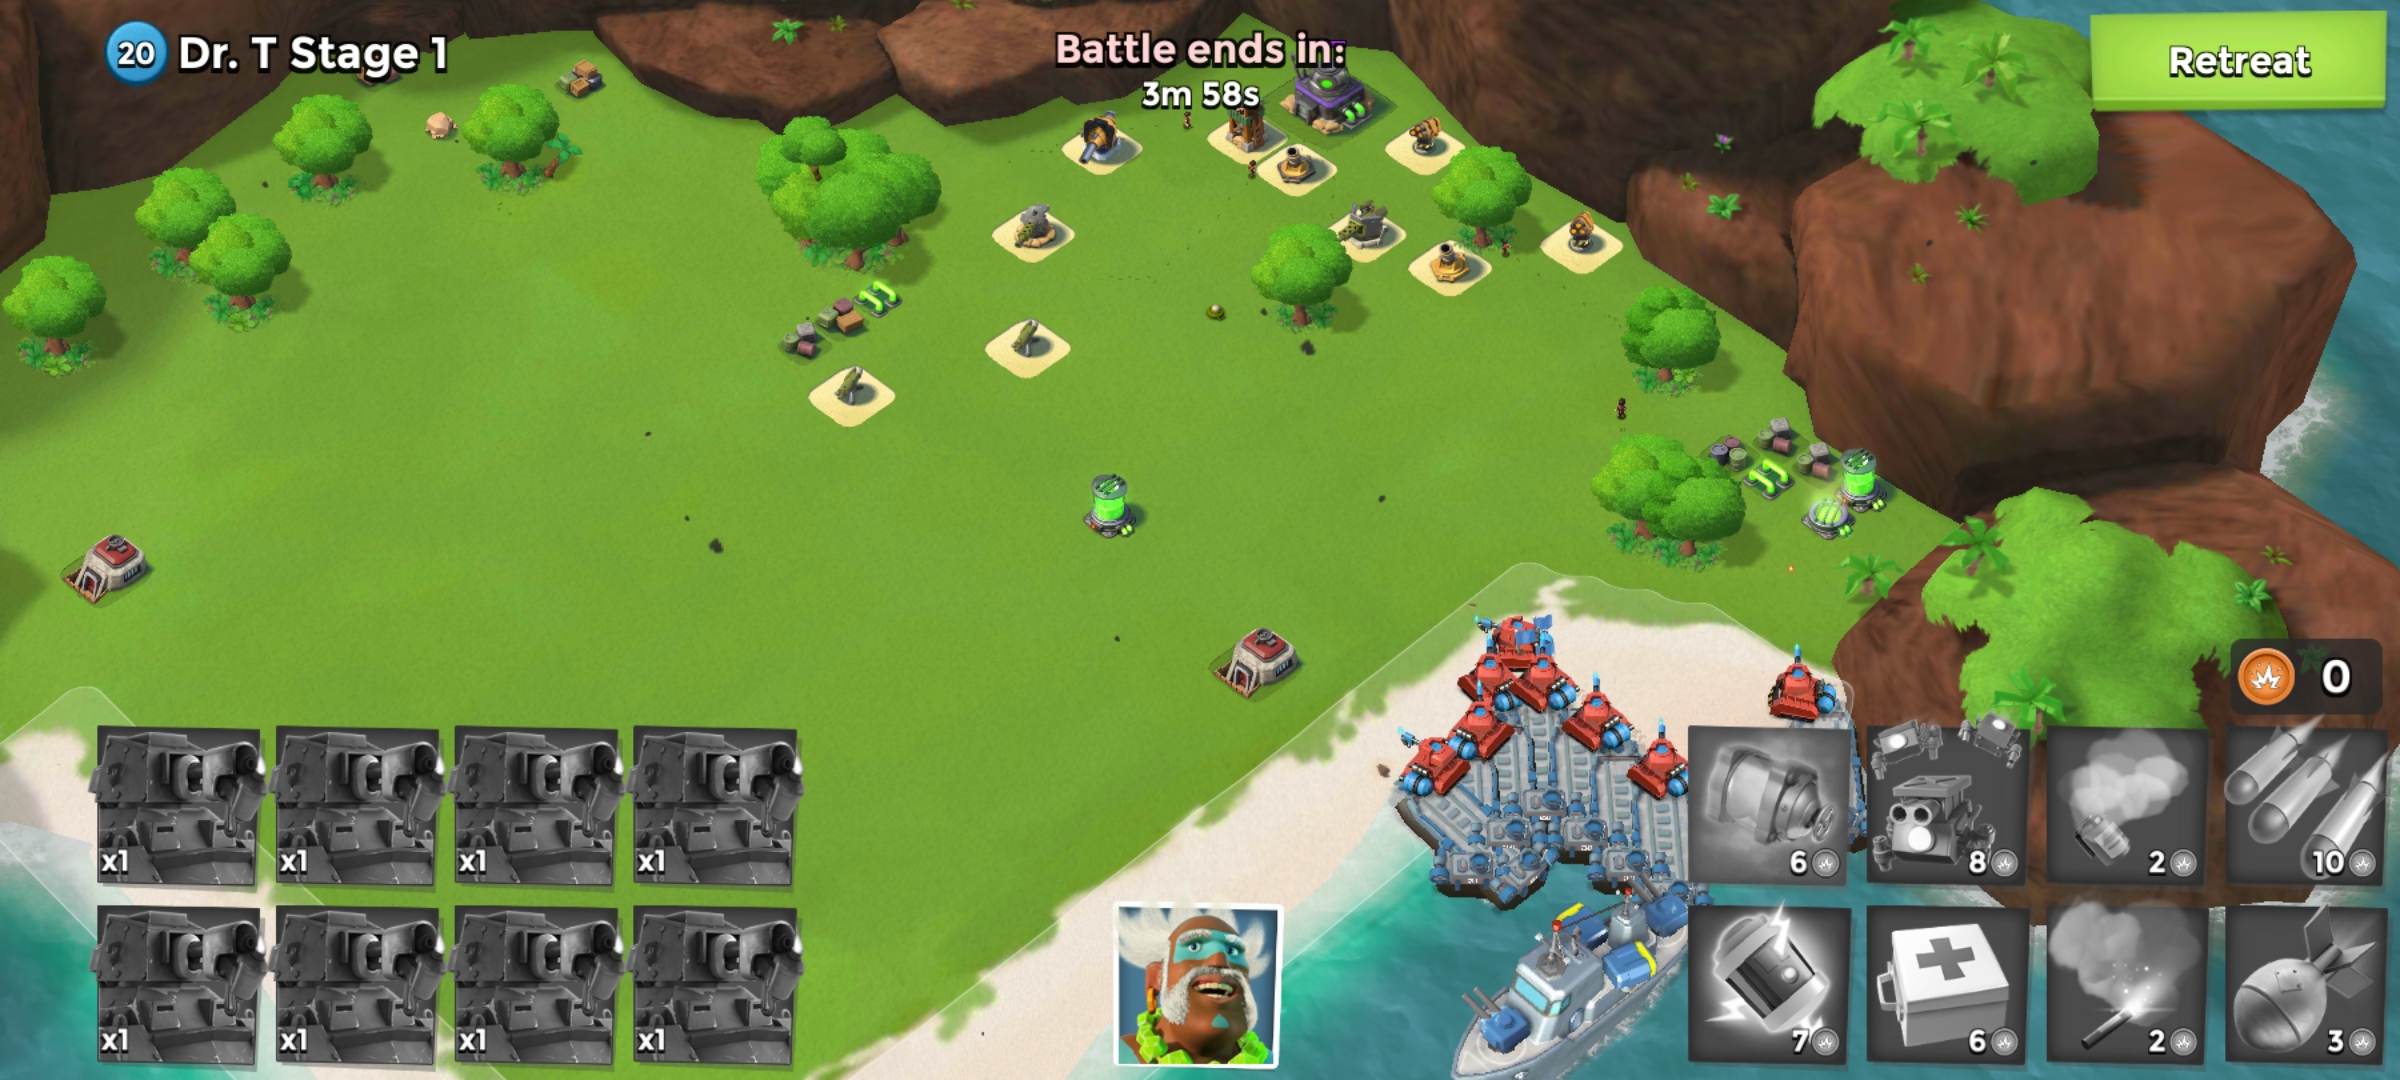 20 Dr. T Stage 1
Battle ends in:
3m 58s
Retreat
0
x1 x1 x1 x1
6 8 2 10
x1 x1 x1 x1
7 6 2 3